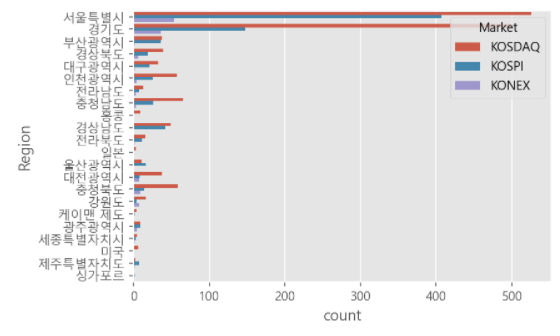 서울특별시
경기도
부산광역시
경상북도
대구광역시
인천광역시
전라남도
충청남도
홍콩
경상남도
전라북도
일본
울산광역시
대전광역시
충청북도
강원도
케이맨 제도
광주광역시
세종특별자치시
미국
제주특별자치도
싱가포르
Region
Market
KOSDAQ
KOSPI
KONEX
0 100 200 300 400 500
count